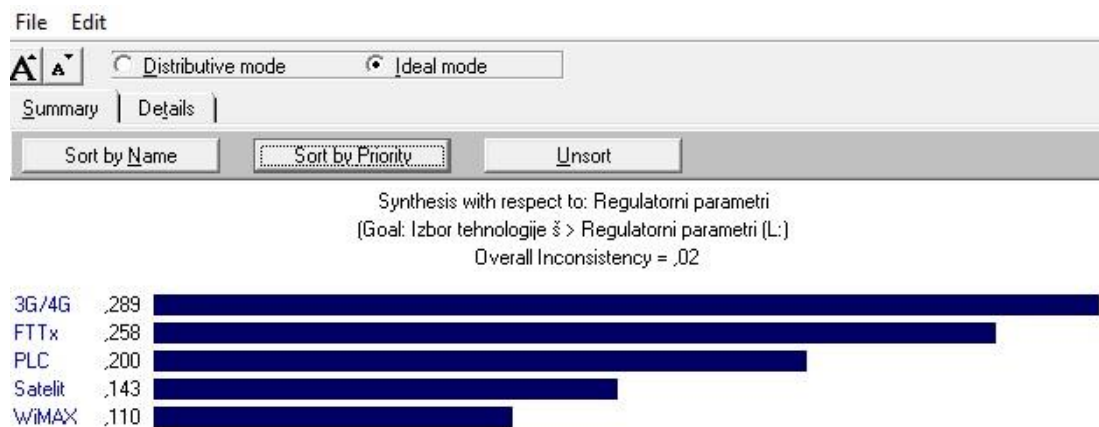 File Edit
A A Distributive mode Ideal mode
Summary Details
Sort by Name Sort by Priority Unsort
Synthesis with respect to: Regulatorni parametri
(Goal: Izbor tehnologije š > Regulatorni parametri (L:)
Overall Inconsistency = ,02
3G/4G ,289
FTTx ,258
PLC ,200
Satelit ,143
WiMAX ,110